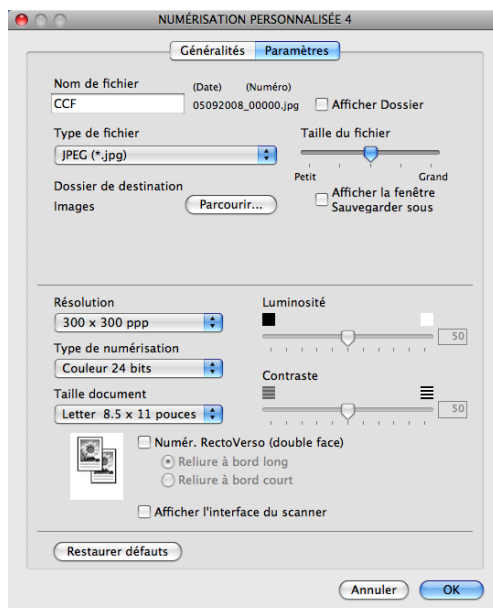 NUMÉRISATION PERSONNALISÉE 4
Généralités Paramètres
Nom de fichier (Date) (Numéro)
CCF 05092008_00000.jpg Afficher Dossier
Type de fichier Taille du fichier
JPEG (*.jpg)
Petit Grand
Dossier de destination
Images Parcourir...
Afficher la fenêtre
Sauvegarder sous
Résolution Luminosité
300 x 300 ppp
50
Type de numérisation
Couleur 24 bits
Contraste
Taille document
Letter 8.5 x 11 pouces
50
Numér. RectoVerso (double face)
Reliure à bord long
Reliure à bord court
Afficher l'interface du scanner
Restaurer défauts
Annuler OK